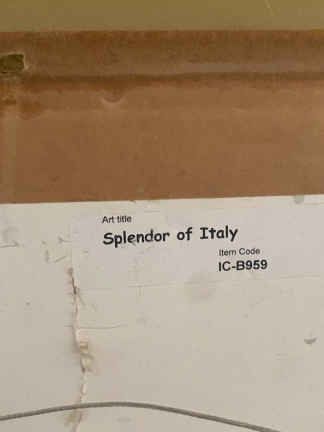 Art title
Splendor of Italy
Item Code
IC-B959